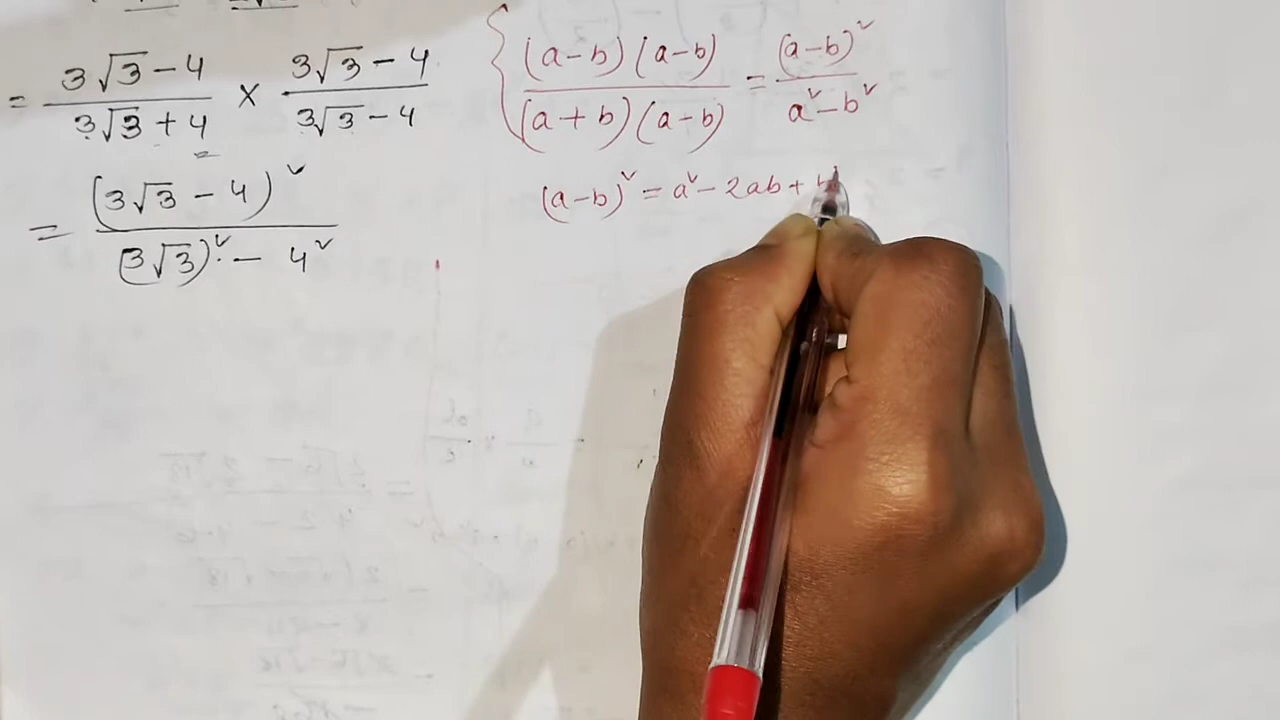 = (3√3 - 4)/(3√3 + 4) × (3√3 - 4)/(3√3 - 4)
= (3√3 - 4)²/((3√3)² - 4²)
{ (a-b)(a-b)/((a+b)(a-b)) = (a-b)²/(a²-b²)
(a-b)² = a² - 2ab +